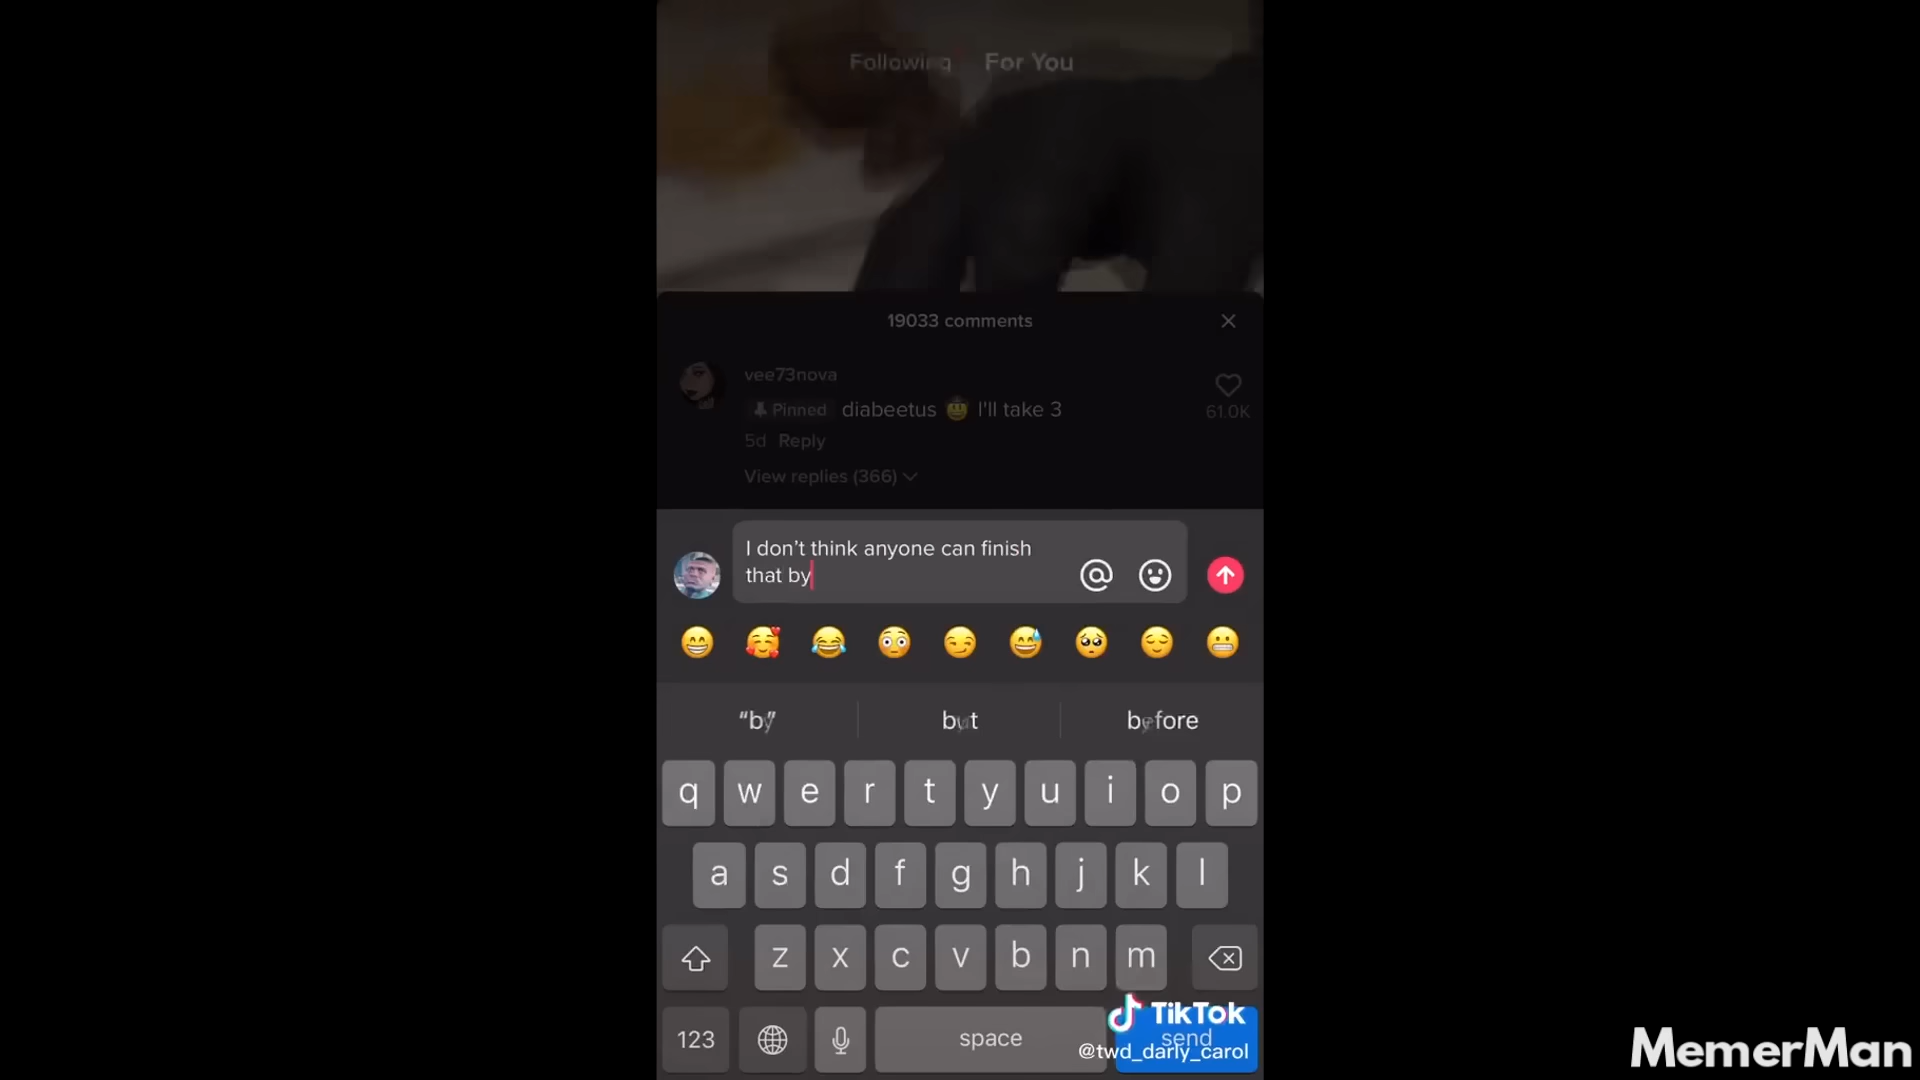 Following For You
19033 comments
vee73nova
Pinned diabeetus 🤠 I'll take 3
61.0K
5d Reply
View replies (366)
I don't think anyone can finish
that by
"by" but before
q w e r t y u i o p
a s d f g h j k l
z x c v b n m
123 space send
TikTok
@twd_darly_carol
MemerMan